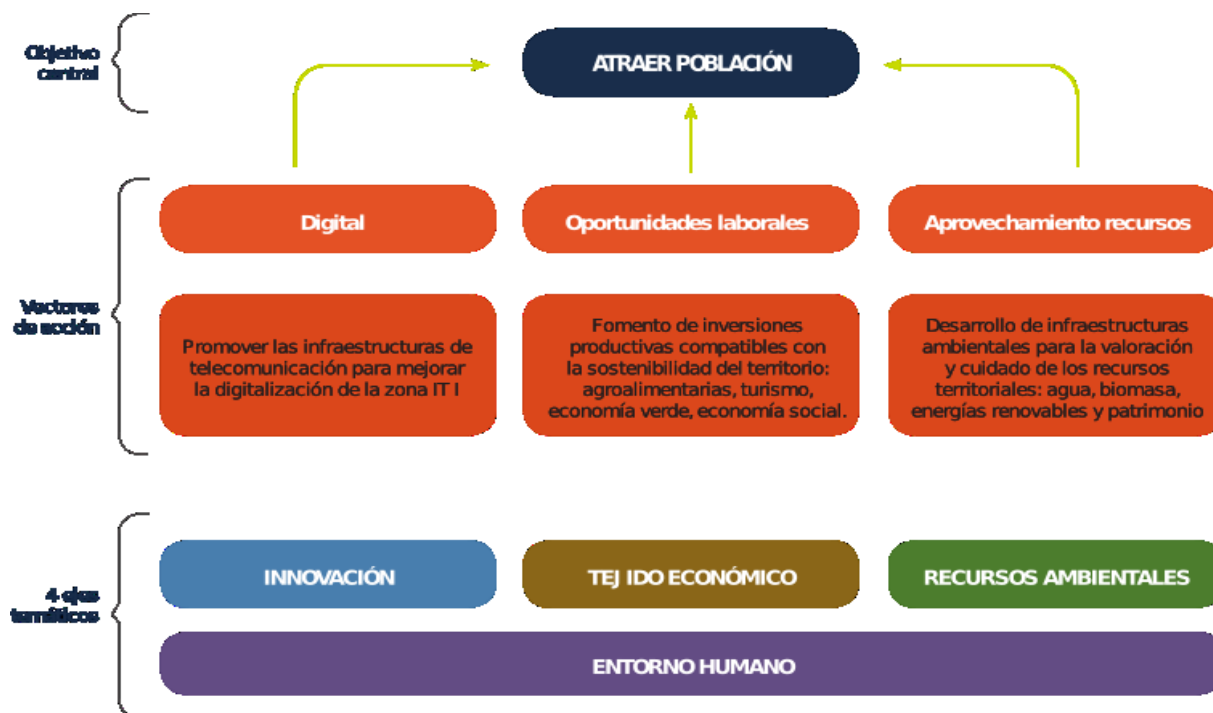 Objetivo
central
ATRAER POBLACIÓN
Vectores
de acción
Digital
Oportunidades laborales
Aprovechamiento recursos
Promover las infraestructuras de
telecomunicación para mejorar
la digitalización de la zona IT I
Fomento de inversiones
productivas compatibles con
la sostenibilidad del territorio:
agroalimentarias, turismo,
economía verde, economía social.
Desarrollo de infraestructuras
ambientales para la valoración
y cuidado de los recursos
territoriales: agua, biomasa,
energías renovables y patrimonio
4 ejes
temáticos
INNOVACIÓN
TEJ IDO ECONÓMICO
RECURSOS AMBIENTALES
ENTORNO HUMANO